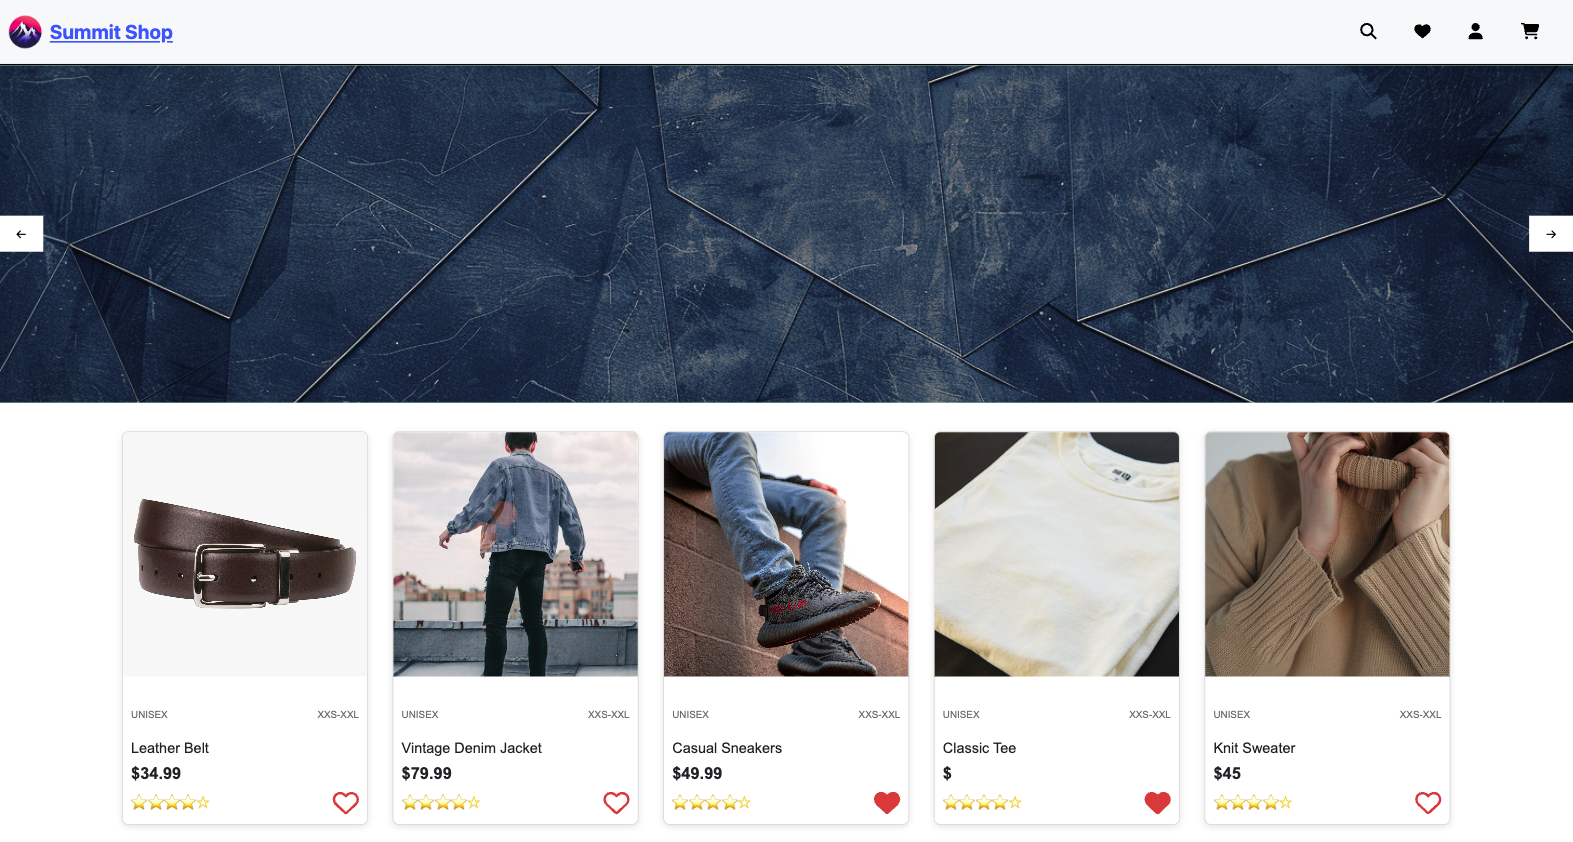 Summit Shop
UNISEX XXS-XXL
Leather Belt
$34.99
UNISEX XXS-XXL
Vintage Denim Jacket
$79.99
UNISEX XXS-XXL
Casual Sneakers
$49.99
UNISEX XXS-XXL
Classic Tee
$
UNISEX XXS-XXL
Knit Sweater
$45